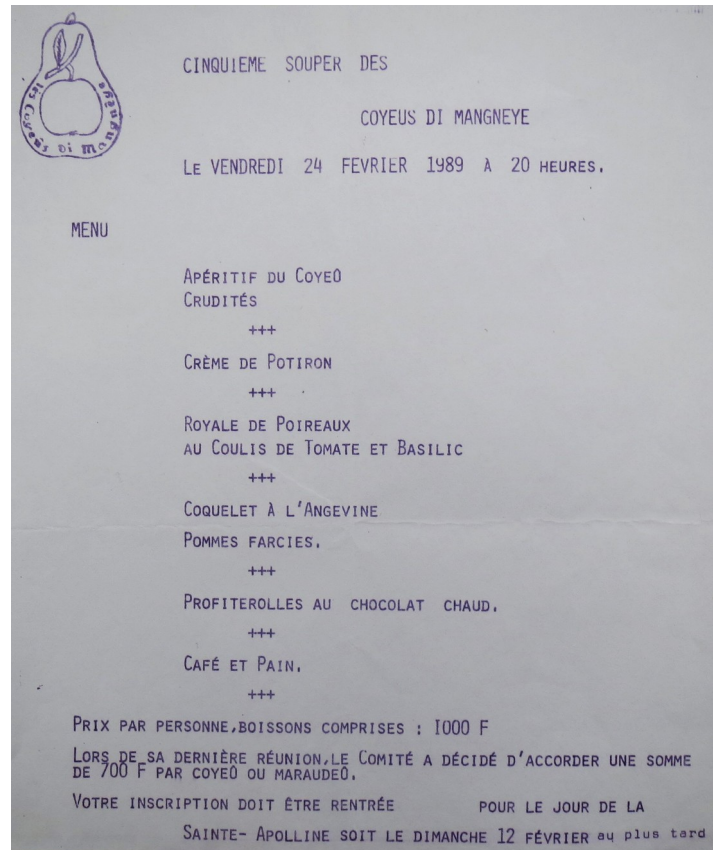 lès Coyeûs Di Mangneye
CINQUIEME SOUPER DES
COYEUS DI MANGNEYE
LE VENDREDI 24 FEVRIER 1989 À 20 HEURES.
MENU
APÉRITIF DU COYEÛ
CRUDITÉS
+++
CRÈME DE POTIRON
+++
ROYALE DE POIREAUX
AU COULIS DE TOMATE ET BASILIC
+++
COQUELET À L'ANGEVINE
POMMES FARCIES.
+++
PROFITEROLLES AU CHOCOLAT CHAUD.
+++
CAFÉ ET PAIN.
+++
PRIX PAR PERSONNE,BOISSONS COMPRISES : 1000 F
LORS DE SA DERNIÈRE RÉUNION,LE COMITÉ A DÉCIDÉ D'ACCORDER UNE SOMME
DE 700 F PAR COYEÛ OU MARAUDEÛ.
VOTRE INSCRIPTION DOIT ÊTRE RENTRÉE POUR LE JOUR DE LA
SAINTE- APOLLINE SOIT LE DIMANCHE 12 FÉVRIER au plus tard